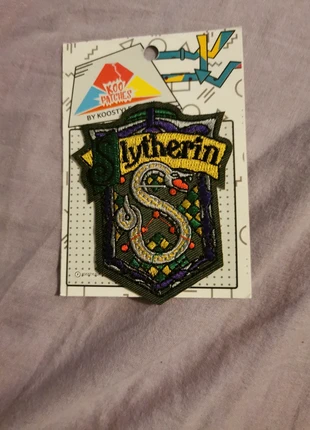 KOO
PATCHES
BY KOOSTYLE
Slytherin